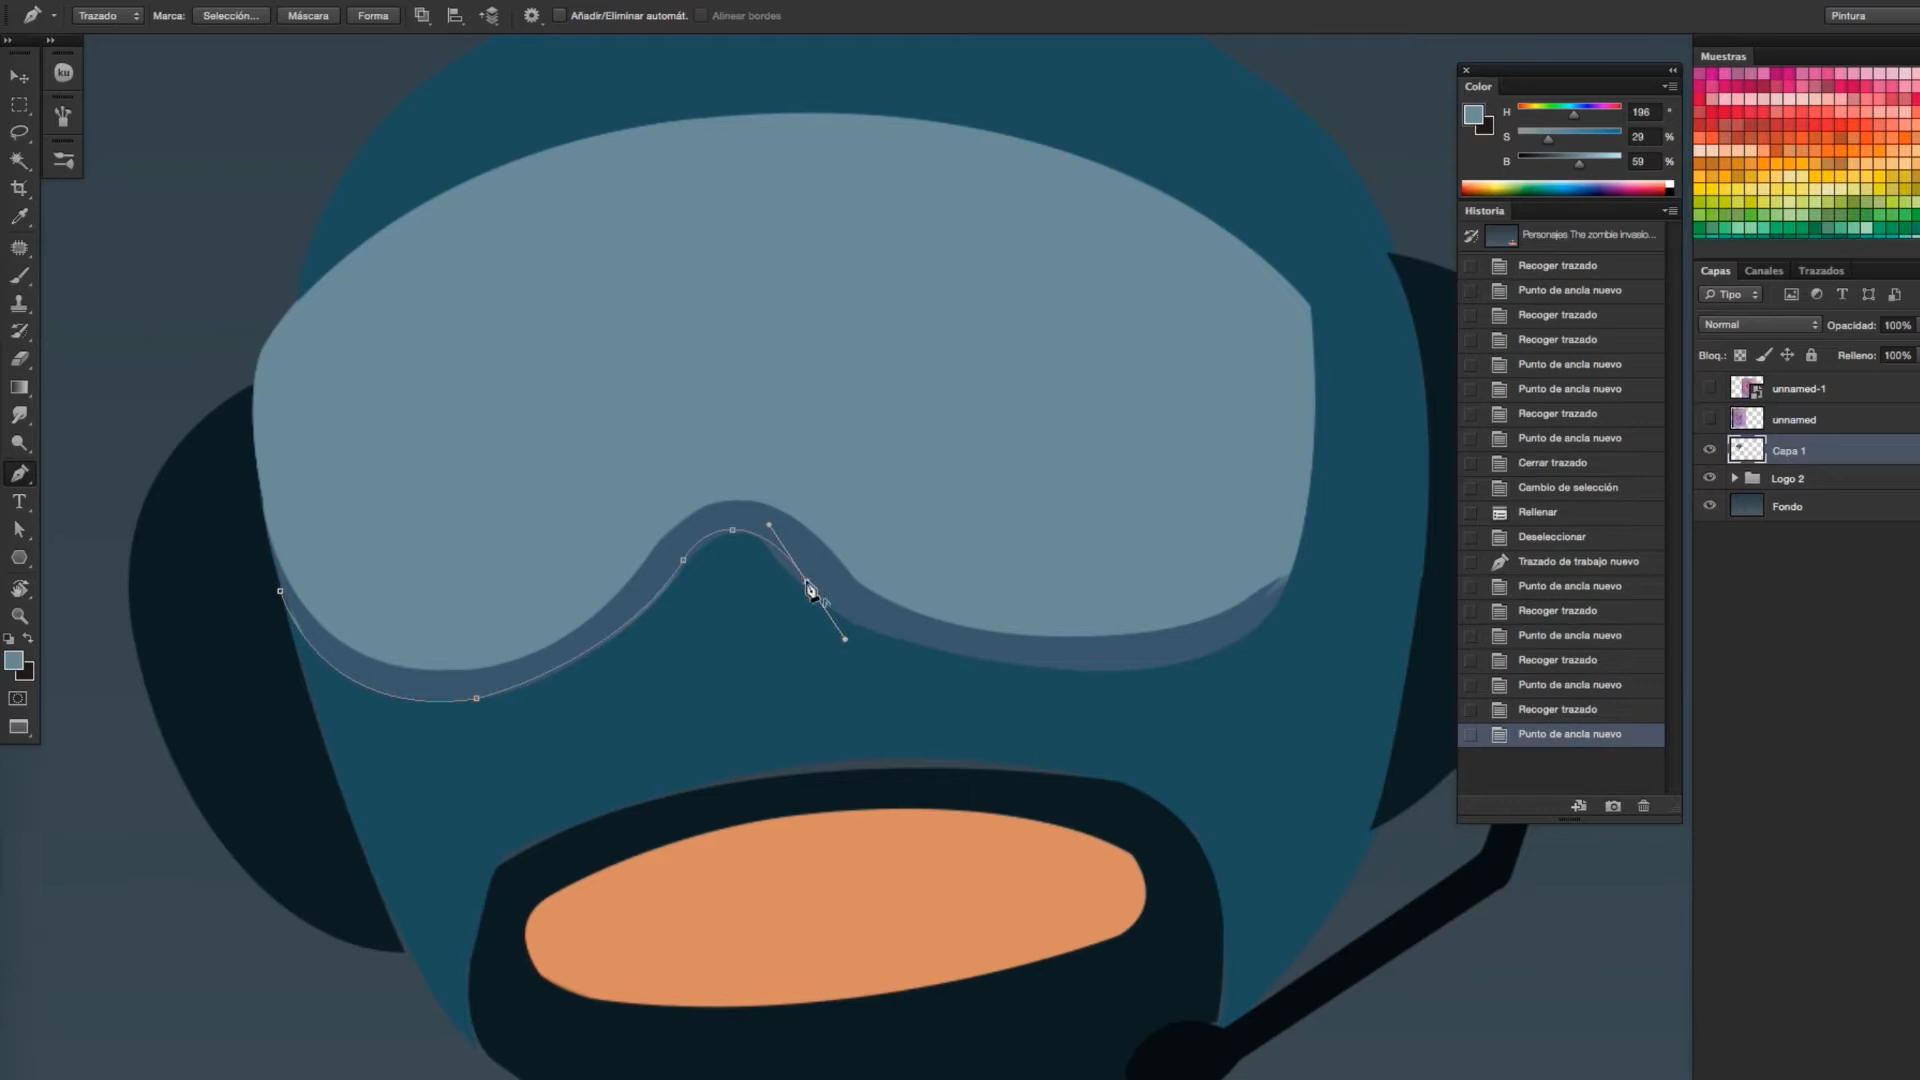 Trazado Marca: Selección... Máscara Forma Añadir/Eliminar automát. Alinear bordes Pintura
ku
Muestras
Color
H 196 °
S 29 %
B 59 %
Historia
Personajes The zombie invasio...
Recoger trazado
Punto de ancla nuevo
Recoger trazado
Recoger trazado
Punto de ancla nuevo
Punto de ancla nuevo
Recoger trazado
Punto de ancla nuevo
Cerrar trazado
Cambio de selección
Rellenar
Deseleccionar
Trazado de trabajo nuevo
Punto de ancla nuevo
Recoger trazado
Punto de ancla nuevo
Recoger trazado
Punto de ancla nuevo
Recoger trazado
Punto de ancla nuevo
Capas Canales Trazados
Tipo
Normal Opacidad: 100%
Bloq.: Relleno: 100%
unnamed-1
unnamed
Capa 1
Logo 2
Fondo